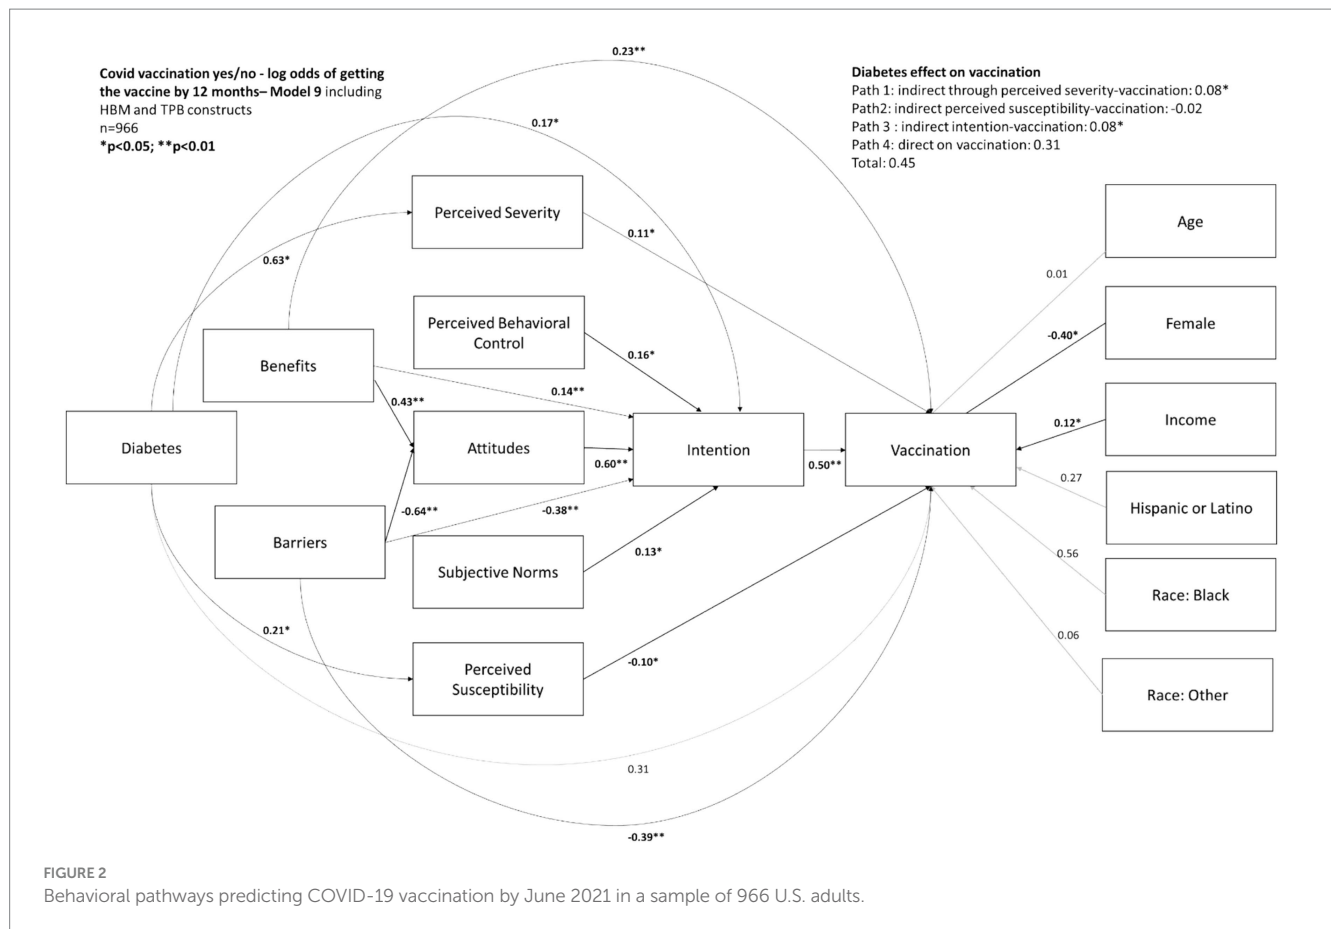 Covid vaccination yes/no - log odds of getting
the vaccine by 12 months– Model 9 including
HBM and TPB constructs
n=966
*p<0.05; **p<0.01
Diabetes effect on vaccination
Path 1: indirect through perceived severity-vaccination: 0.08*
Path2: indirect perceived susceptibility-vaccination: -0.02
Path 3 : indirect intention-vaccination: 0.08*
Path 4: direct on vaccination: 0.31
Total: 0.45
0.23**
0.17*
Perceived Severity
0.63*
0.11*
Age
0.01
Perceived Behavioral
Control
0.16*
Female
-0.40*
Benefits
0.14**
0.43**
Diabetes
Attitudes
0.60**
Intention
0.50**
Vaccination
0.12*
Income
-0.64**
-0.38**
0.27
Hispanic or Latino
Barriers
Subjective Norms
0.13*
0.56
Race: Black
0.21*
Perceived
Susceptibility
-0.10*
0.06
Race: Other
0.31
-0.39**
FIGURE 2
Behavioral pathways predicting COVID-19 vaccination by June 2021 in a sample of 966 U.S. adults.